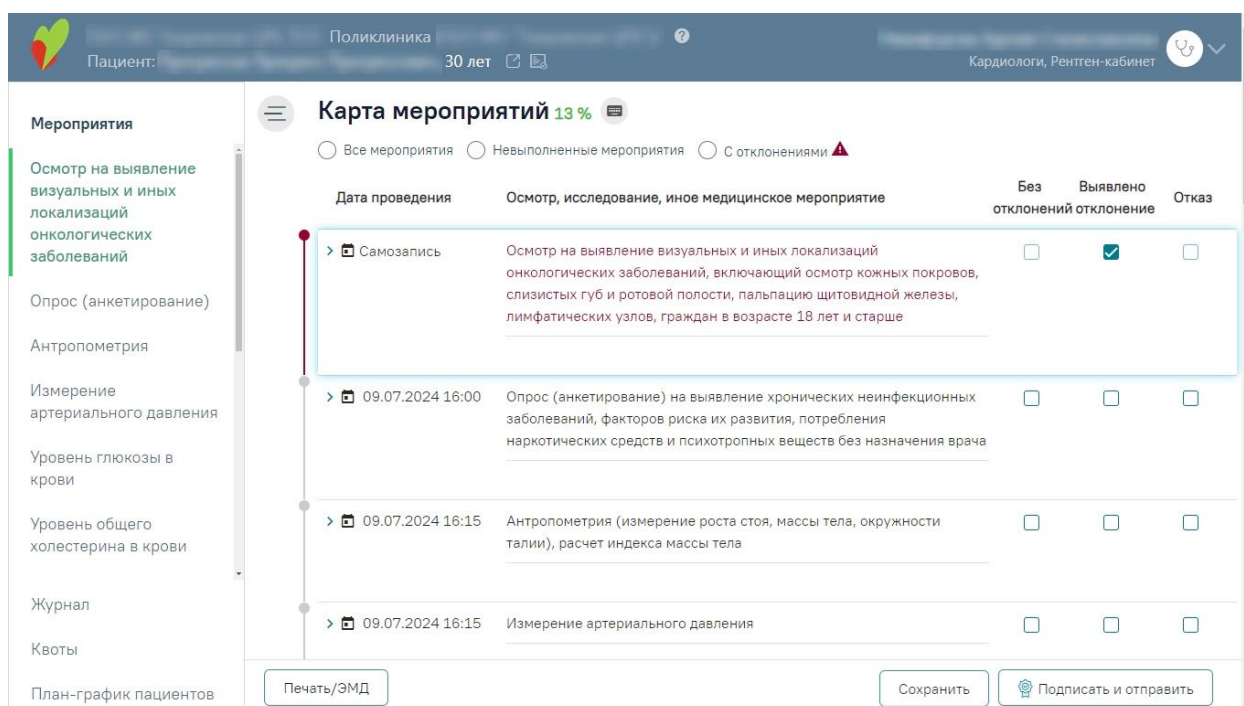 Поликлиника
Пациент:
30 лет
Кардиологи, Рентген-кабинет
Мероприятия
Осмотр на выявление
визуальных и иных
локализаций
онкологических
заболеваний
Опрос (анкетирование)
Антропометрия
Измерение
артериального давления
Уровень глюкозы в
крови
Уровень общего
холестерина в крови
Журнал
Квоты
План-график пациентов
Карта мероприятий 13 %
Все мероприятия Невыполненные мероприятия С отклонениями
Дата проведения Осмотр, исследование, иное медицинское мероприятие Без отклонений Выявлено отклонение Отказ
Самозапись Осмотр на выявление визуальных и иных локализаций
онкологических заболеваний, включающий осмотр кожных покровов,
слизистых губ и ротовой полости, пальпацию щитовидной железы,
лимфатических узлов, граждан в возрасте 18 лет и старше
09.07.2024 16:00 Опрос (анкетирование) на выявление хронических неинфекционных
заболеваний, факторов риска их развития, потребления
наркотических средств и психотропных веществ без назначения врача
09.07.2024 16:15 Антропометрия (измерение роста стоя, массы тела, окружности
талии), расчет индекса массы тела
09.07.2024 16:15 Измерение артериального давления
Печать/ЭМД Сохранить Подписать и отправить